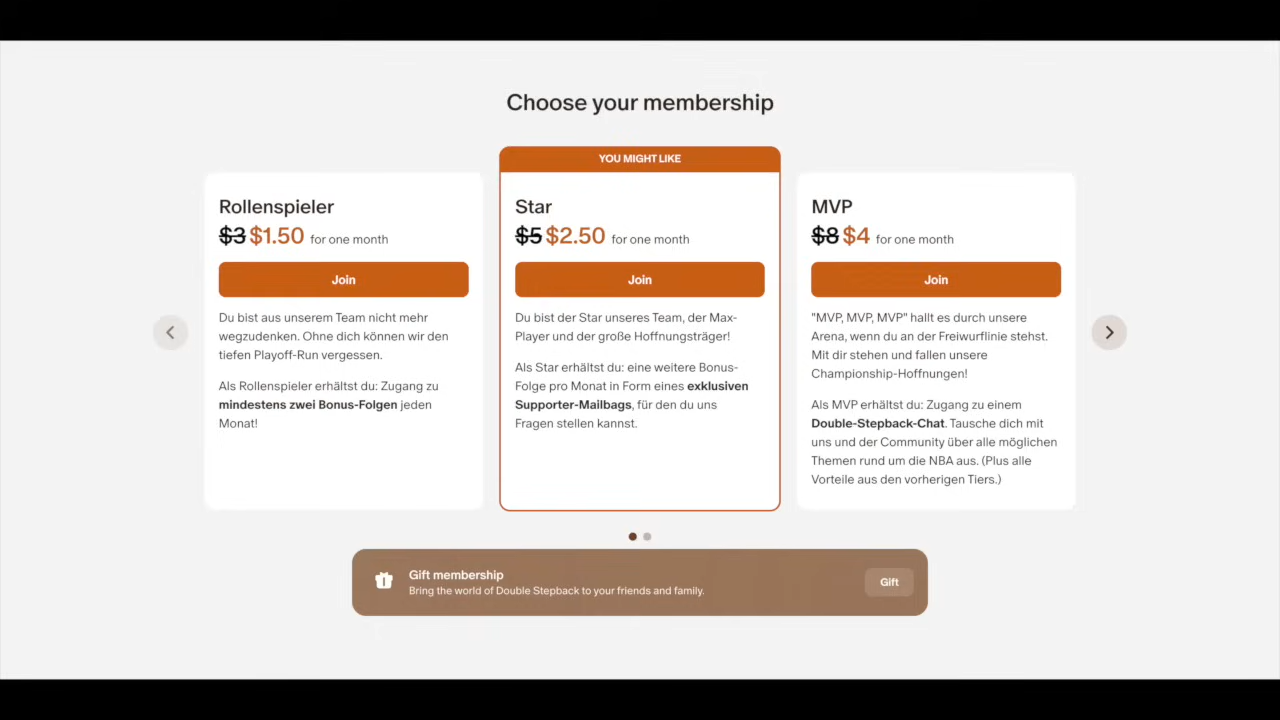 Choose your membership
YOU MIGHT LIKE
Rollenspieler
$3 $1.50 for one month
Join
Du bist aus unserem Team nicht mehr
wegzudenken. Ohne dich können wir den
tiefen Playoff-Run vergessen.
Als Rollenspieler erhältst du: Zugang zu
mindestens zwei Bonus-Folgen jeden
Monat!
Star
$5 $2.50 for one month
Join
Du bist der Star unseres Team, der Max-
Player und der große Hoffnungsträger!
Als Star erhältst du: eine weitere Bonus-
Folge pro Monat in Form eines exklusiven
Supporter-Mailbags, für den du uns
Fragen stellen kannst.
MVP
$8 $4 for one month
Join
"MVP, MVP, MVP" hallt es durch unsere
Arena, wenn du an der Freiwurflinie stehst.
Mit dir stehen und fallen unsere
Championship-Hoffnungen!
Als MVP erhältst du: Zugang zu einem
Double-Stepback-Chat. Tausche dich mit
uns und der Community über alle möglichen
Themen rund um die NBA aus. (Plus alle
Vorteile aus den vorherigen Tiers.)
Gift membership
Bring the world of Double Stepback to your friends and family.
Gift